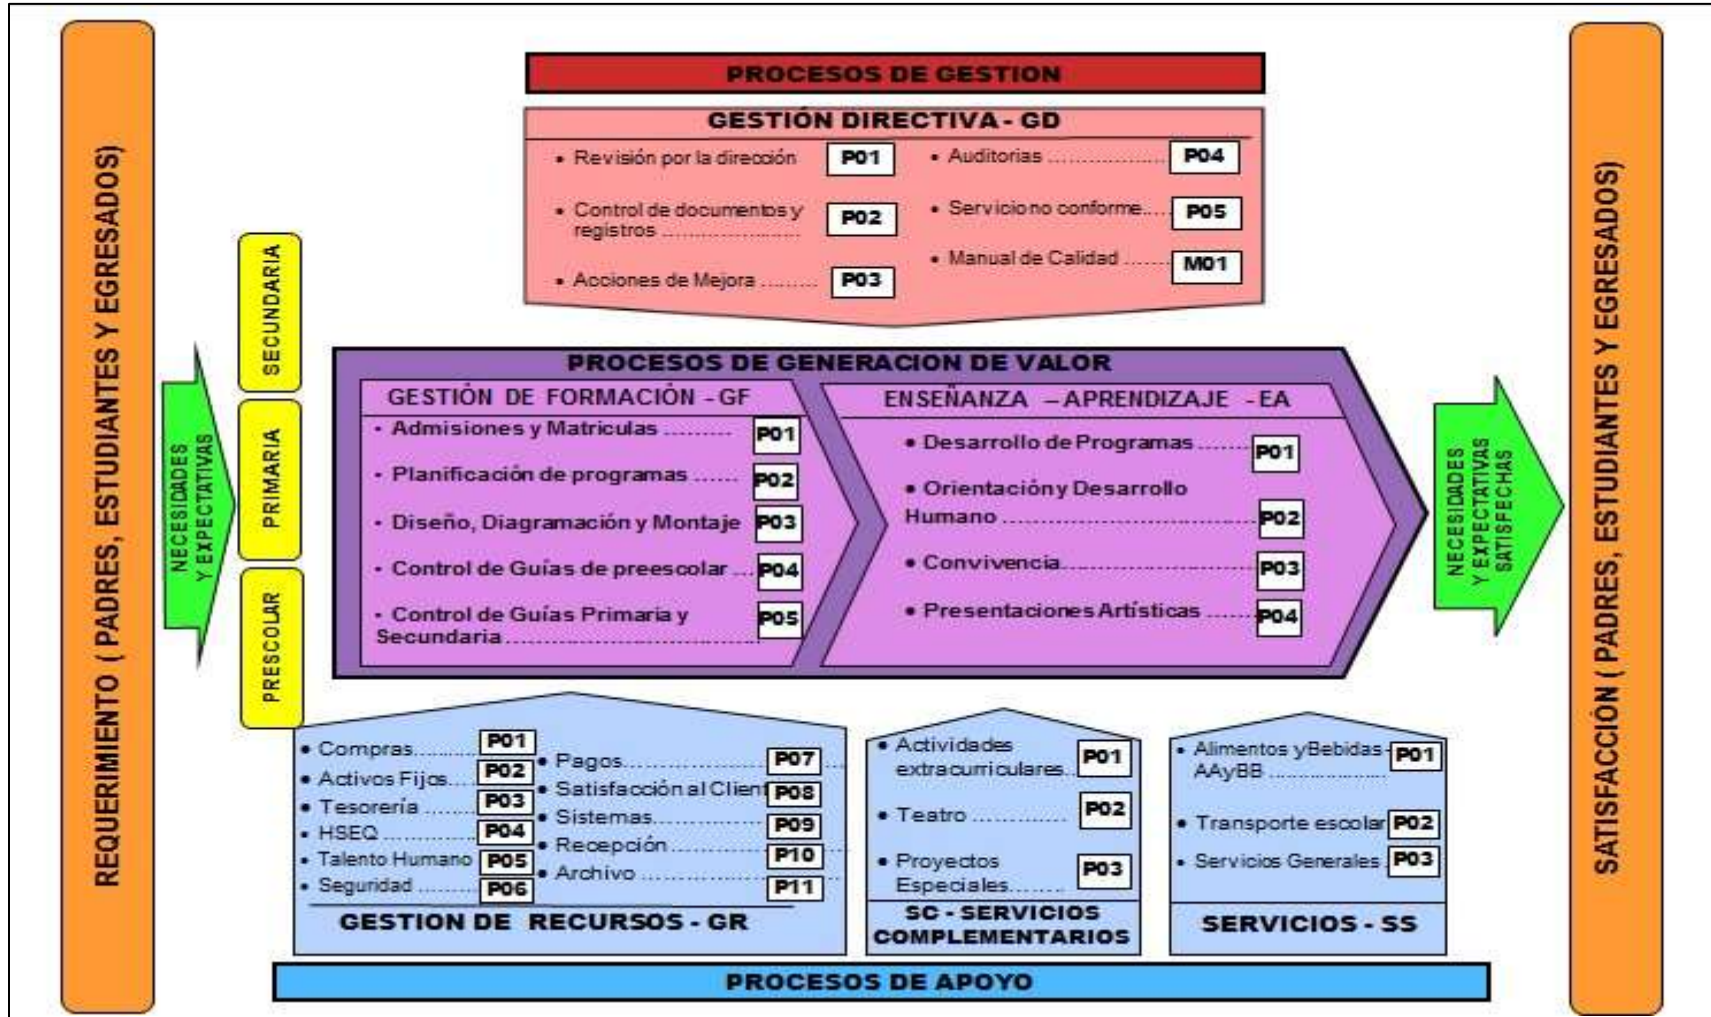 REQUERIMIENTO ( PADRES, ESTUDIANTES Y EGRESADOS)
NECESIDADES
Y EXPECTATIVAS
SECUNDARIA
PRIMARIA
PRESCOLAR
PROCESOS DE GESTION
GESTIÓN DIRECTIVA - GD
• Revisión por la dirección P01
• Control de documentos y
registros ........................ P02
• Acciones de Mejora ......... P03
• Auditorias .................... P04
• Servicio no conforme.... P05
• Manual de Calidad ....... M01
PROCESOS DE GENERACION DE VALOR
GESTIÓN DE FORMACIÓN - GF
• Admisiones y Matriculas ......... P01
• Planificación de programas ...... P02
• Diseño, Diagramación y Montaje P03
• Control de Guías de preescolar ... P04
• Control de Guías Primaria y
Secundaria ................................. P05
ENSEÑANZA – APRENDIZAJE - EA
• Desarrollo de Programas ...... P01
• Orientación y Desarrollo
Humano ................................. P02
• Convivencia......................... P03
• Presentaciones Artísticas ...... P04
• Compras......... P01
• Activos Fijos..... P02
• Tesorería ........ P03
• HSEQ ............ P04
• Talento Humano P05
• Seguridad ........ P06
• Pagos................ P07
• Satisfacción al Client P08
• Sistemas............ P09
• Recepción.......... P10
• Archivo ............. P11
GESTION DE RECURSOS - GR
• Actividades
extracurriculares.. P01
• Teatro ............ P02
• Proyectos
Especiales......... P03
SC - SERVICIOS
COMPLEMENTARIOS
• Alimentos y Bebidas - P01
AAyBB ................
• Transporte escolar P02
• Servicios Generales P03
SERVICIOS - SS
PROCESOS DE APOYO
NECESIDADES
Y EXPECTATIVAS
SATISFECHAS
SATISFACCIÓN ( PADRES, ESTUDIANTES Y EGRESADOS)